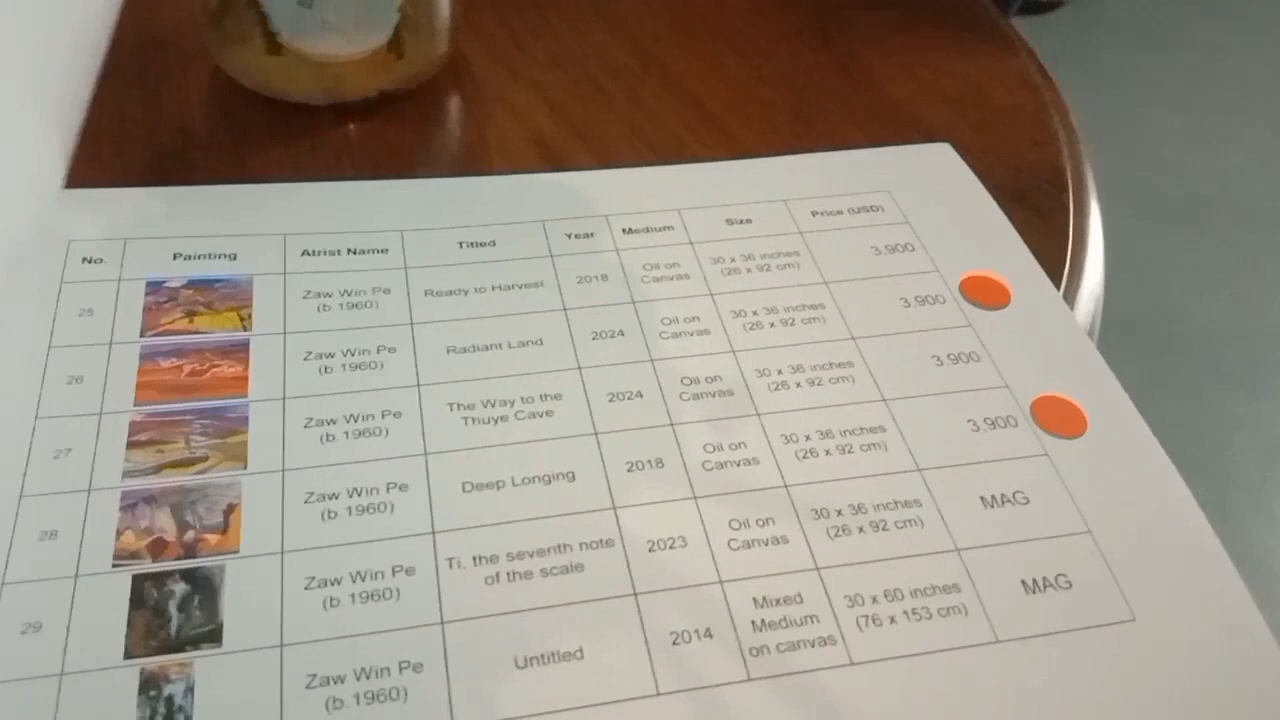 No. Painting Atrist Name Titled Year Medium Size Price (USD)
25 Zaw Win Pe Ready to Harvest 2018 Oil on 30 x 36 inches 3,900
(b.1960) Canvas (26 x 92 cm)
26 Zaw Win Pe Radiant Land 2024 Oil on 30 x 36 inches 3,900
(b.1960) Canvas (26 x 92 cm)
27 Zaw Win Pe The Way to the 2024 Oil on 30 x 36 inches 3,900
(b.1960) Thuye Cave Canvas (26 x 92 cm)
28 Zaw Win Pe Deep Longing 2018 Oil on 30 x 36 inches 3,900
(b.1960) Canvas (26 x 92 cm)
29 Zaw Win Pe Ti, the seventh note 2023 Oil on 30 x 36 inches MAG
(b.1960) of the scale Canvas (26 x 92 cm)
Zaw Win Pe Untitled 2014 Mixed 30 x 60 inches MAG
(b.1960) Medium (76 x 153 cm)
on canvas